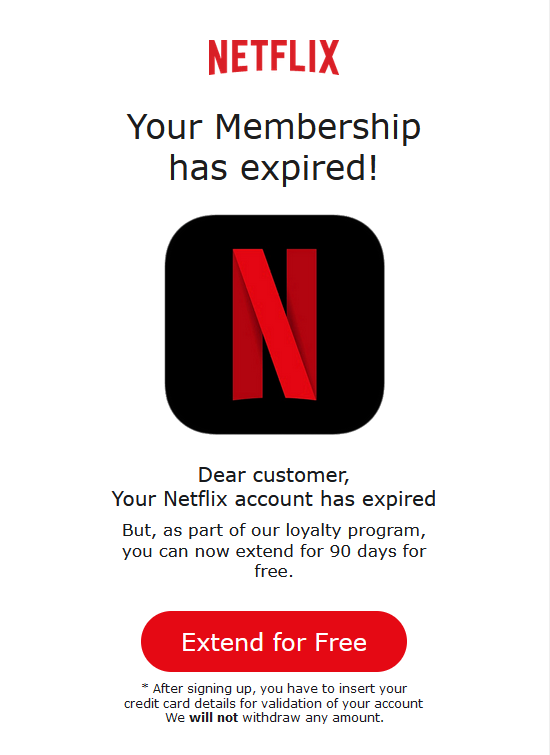 NETFLIX
Your Membership
has expired!
N
Dear customer,
Your Netflix account has expired
But, as part of our loyalty program,
you can now extend for 90 days for
free.
Extend for Free
* After signing up, you have to insert your
credit card details for validation of your account
We will not withdraw any amount.